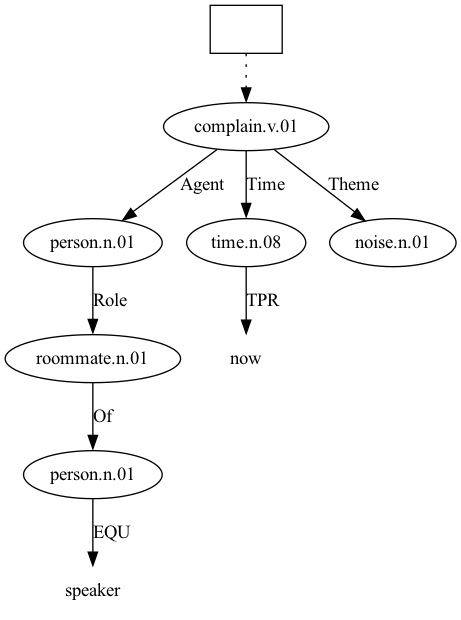 complain.v.01
Agent Time Theme
person.n.01 time.n.08 noise.n.01
Role TPR
roommate.n.01 now
Of
person.n.01
EQU
speaker